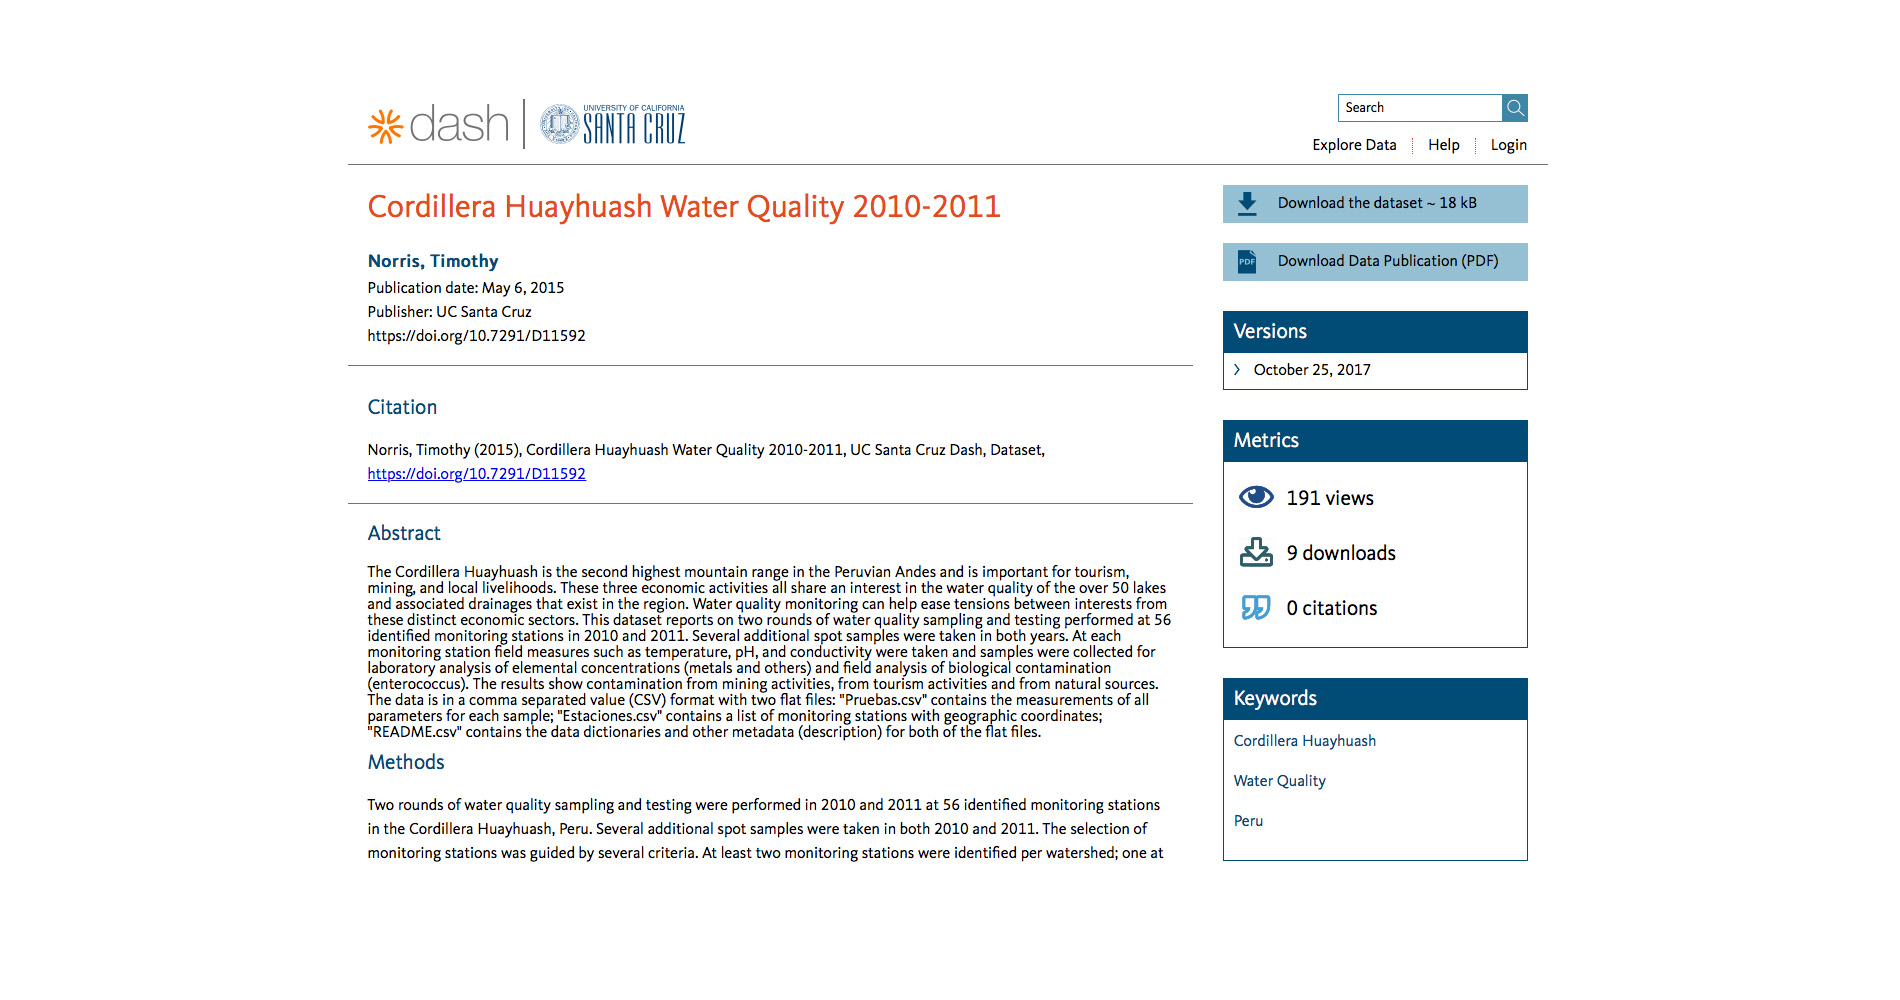 dash
UNIVERSITY OF CALIFORNIA
SANTA CRUZ
Search
Explore Data
Help
Login
Cordillera Huayhuash Water Quality 2010-2011
Norris, Timothy
Publication date: May 6, 2015
Publisher: UC Santa Cruz
https://doi.org/10.7291/D11592
Citation
Norris, Timothy (2015), Cordillera Huayhuash Water Quality 2010-2011, UC Santa Cruz Dash, Dataset,
https://doi.org/10.7291/D11592
Abstract
The Cordillera Huayhuash is the second highest mountain range in the Peruvian Andes and is important for tourism,
mining, and local livelihoods. These three economic activities all share an interest in the water quality of the over 50 lakes
and associated drainages that exist in the region. Water quality monitoring can help ease tensions between interests from
these distinct economic sectors. This dataset reports on two rounds of water quality sampling and testing performed at 56
identified monitoring stations in 2010 and 2011. Several additional spot samples were taken in both years. At each
monitoring station field measures such as temperature, pH, and conductivity were taken and samples were collected for
laboratory analysis of elemental concentrations (metals and others) and field analysis of biological contamination
(enterococcus). The results show contamination from mining activities, from tourism activities and from natural sources.
The data is in a comma separated value (CSV) format with two flat files: "Pruebas.csv" contains the measurements of all
parameters for each sample; "Estaciones.csv" contains a list of monitoring stations with geographic coordinates;
"README.csv" contains the data dictionaries and other metadata (description) for both of the flat files.
Methods
Two rounds of water quality sampling and testing were performed in 2010 and 2011 at 56 identified monitoring stations
in the Cordillera Huayhuash, Peru. Several additional spot samples were taken in both 2010 and 2011. The selection of
monitoring stations was guided by several criteria. At least two monitoring stations were identified per watershed; one at
Download the dataset ~ 18 kB
PDF
Download Data Publication (PDF)
Versions
October 25, 2017
Metrics
191 views
9 downloads
0 citations
Keywords
Cordillera Huayhuash
Water Quality
Peru